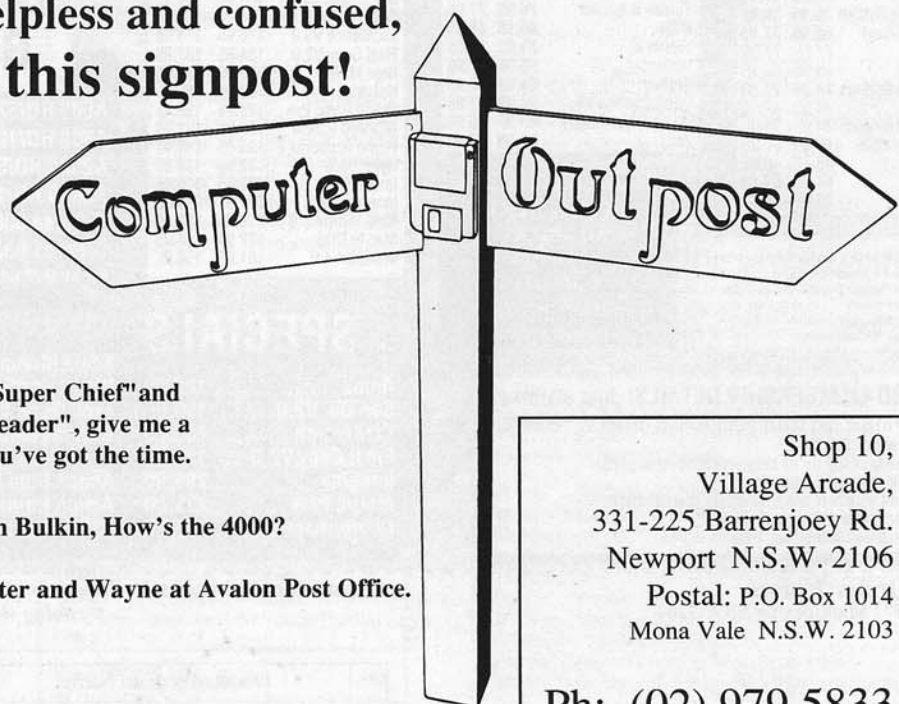 elpless and confused,
this signpost!
Computer Outpost
Super Chief"and
eader", give me a
u've got the time.
n Bulkin, How's the 4000?
ter and Wayne at Avalon Post Office.
Shop 10,
Village Arcade,
331-225 Barrenjoey Rd.
Newport N.S.W. 2106
Postal: P.O. Box 1014
Mona Vale N.S.W. 2103
Ph: (02) 979 5833
SPECIALS